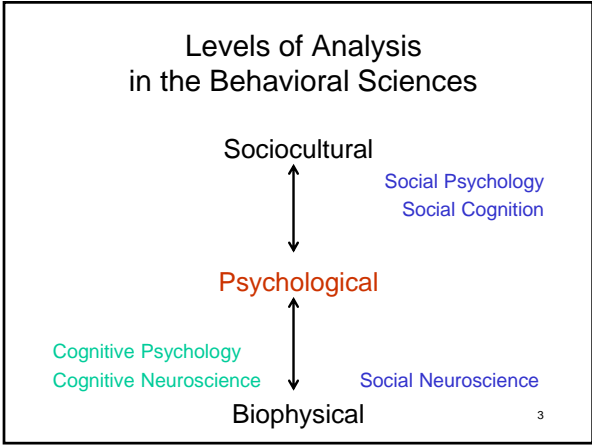 Levels of Analysis
in the Behavioral Sciences
Sociocultural
Social Psychology
Social Cognition
Psychological
Cognitive Psychology
Cognitive Neuroscience
Social Neuroscience
Biophysical
3